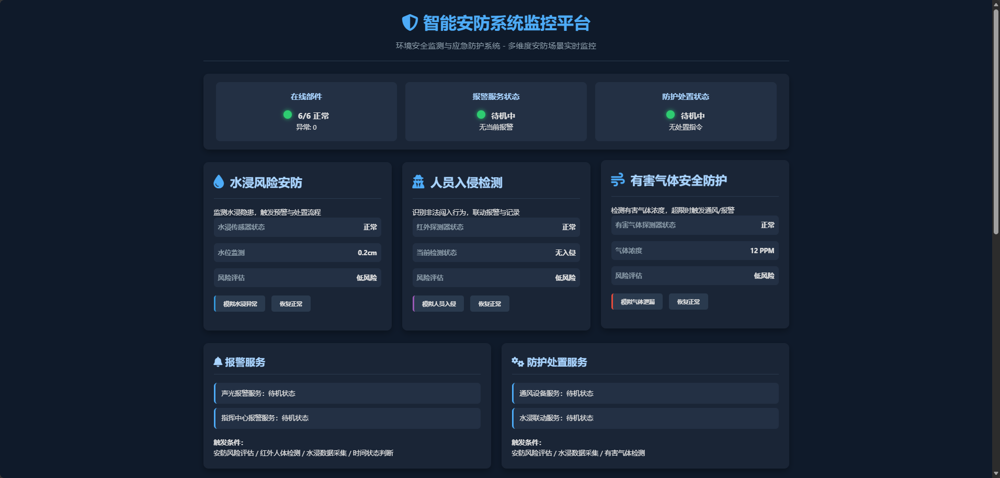 智能安防系统监控平台
环境安全监测与应急防护系统 - 多维度安防场景实时监控
在线部件
6/6 正常
异常: 0
报警服务状态
待机中
无当前报警
防护处置状态
待机中
无处置指令
水浸风险安防
监测水浸隐患，触发预警与处置流程
水浸传感器状态 正常
水位监测 0.2cm
风险评估 低风险
模拟水浸异常 恢复正常
人员入侵检测
识别非法闯入行为，联动报警与记录
红外探测器状态 正常
当前检测状态 无入侵
风险评估 低风险
模拟人员入侵 恢复正常
有害气体安全防护
检测有害气体浓度，超限时触发通风/报警
有害气体探测器状态 正常
气体浓度 12 PPM
风险评估 低风险
模拟气体泄漏 恢复正常
报警服务
声光报警服务：待机状态
指挥中心报警服务：待机状态
触发条件：
安防风险评估 / 红外人体检测 / 水浸数据采集 / 时间状态判断
防护处置服务
通风设备服务：待机状态
水浸联动服务：待机状态
触发条件：
安防风险评估 / 水浸数据采集 / 有害气体检测